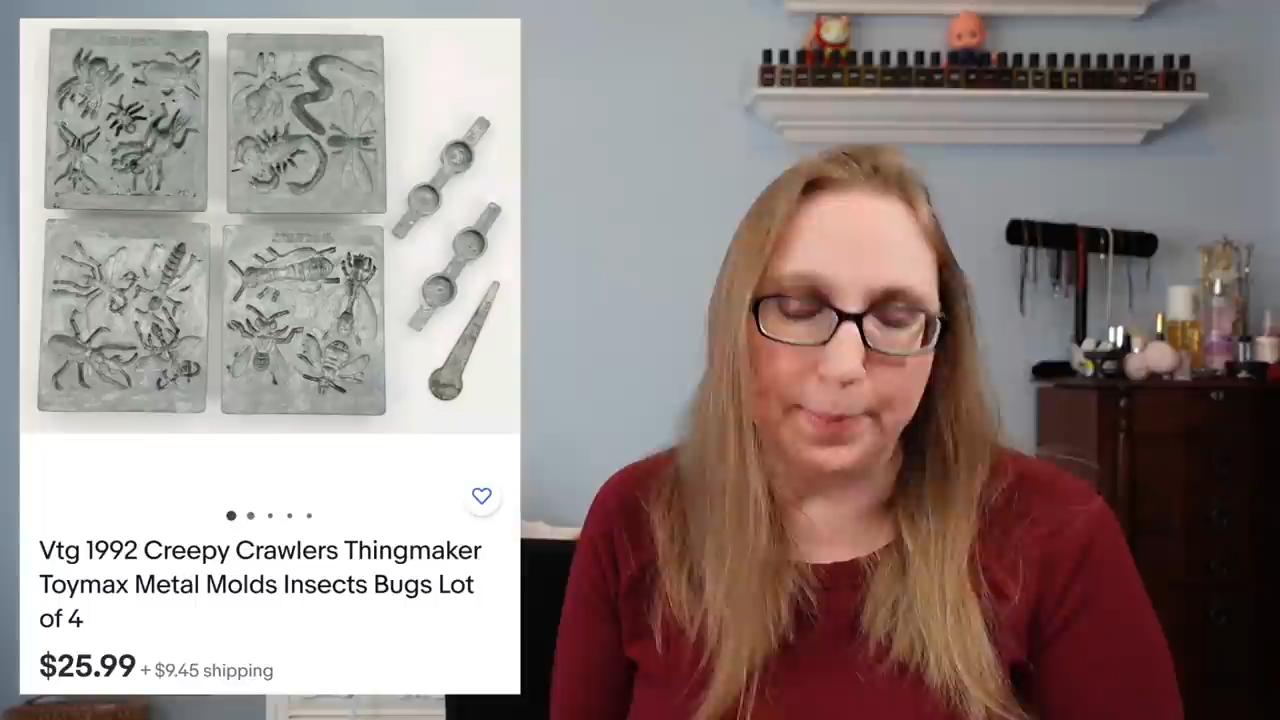 Vtg 1992 Creepy Crawlers Thingmaker
Toymax Metal Molds Insects Bugs Lot
of 4
$25.99 + $9.45 shipping